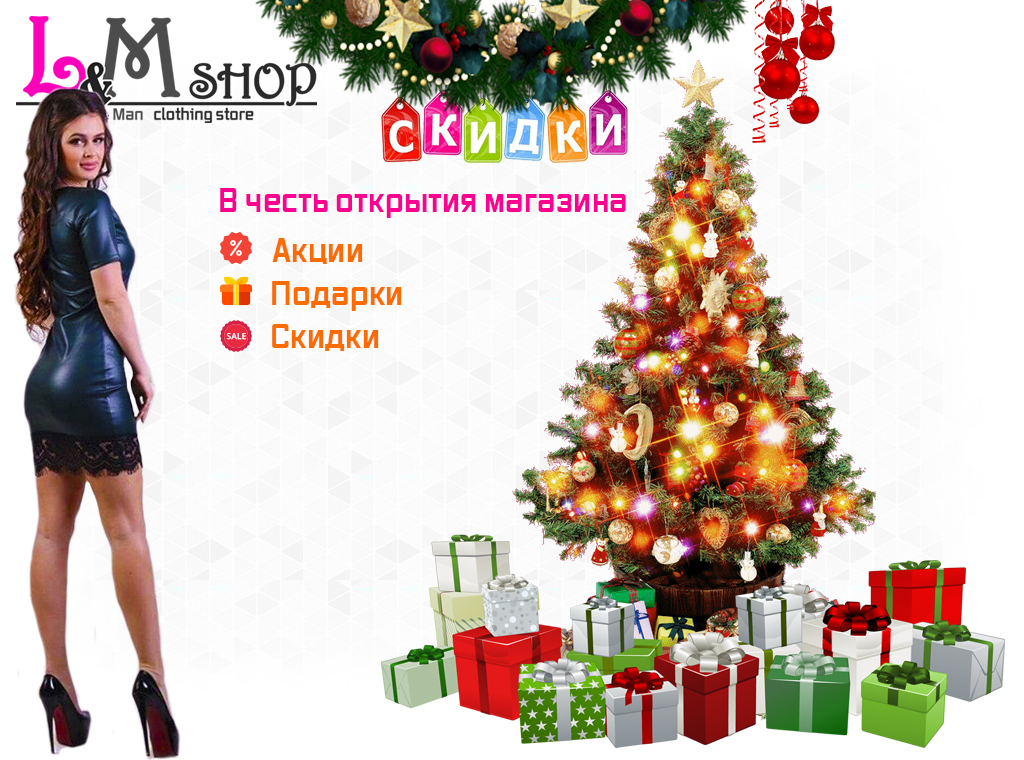 L&M SHOP
Man clothing store
СКИДКИ
В честь открытия магазина
% Акции
Подарки
SALE Скидки